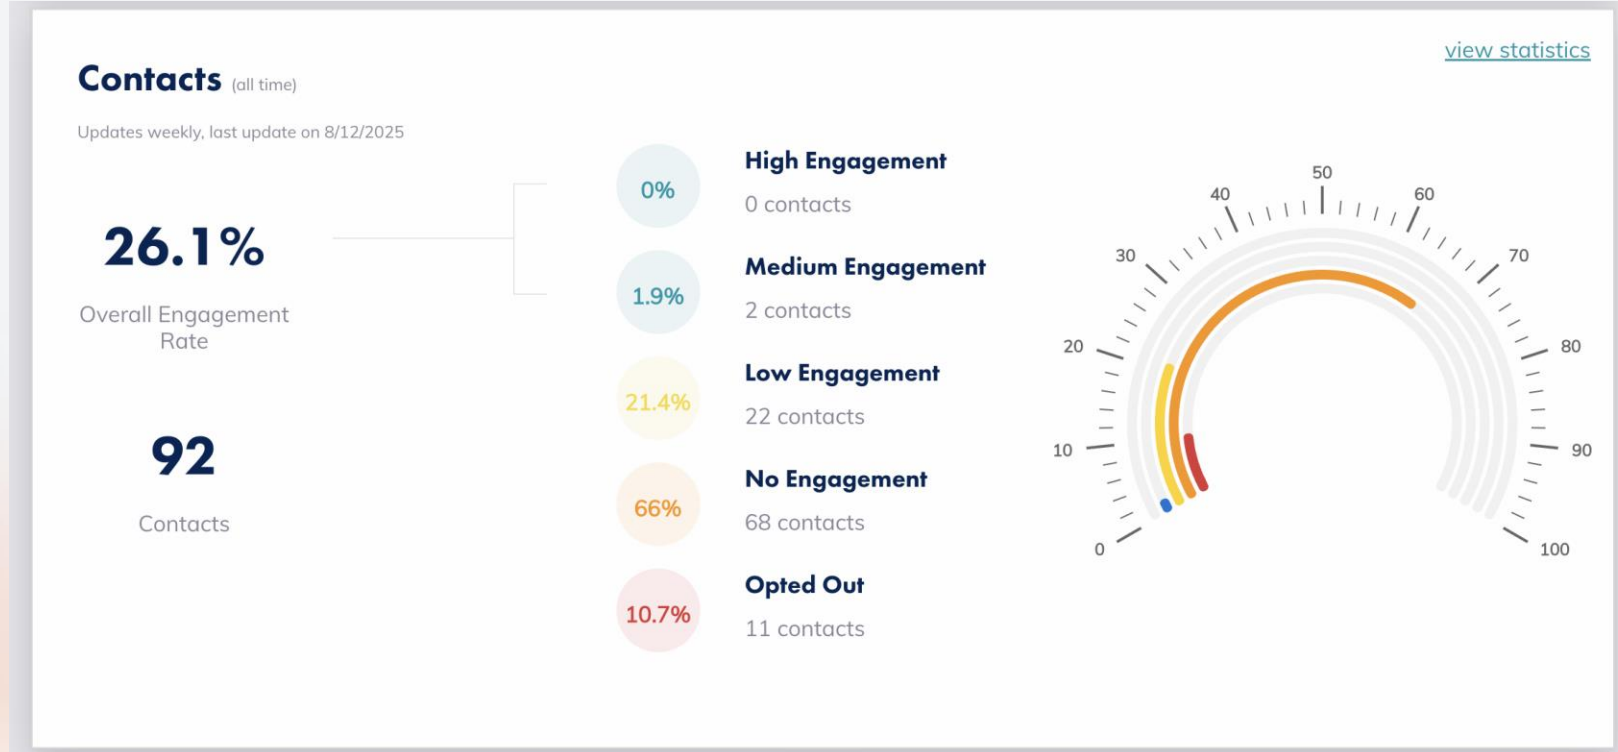 view statistics
Contacts (all time)
Updates weekly, last update on 8/12/2025
26.1%
Overall Engagement
Rate
92
Contacts
0%
High Engagement
0 contacts
1.9%
Medium Engagement
2 contacts
21.4%
Low Engagement
22 contacts
66%
No Engagement
68 contacts
10.7%
Opted Out
11 contacts
0
10
20
30
40
50
60
70
80
90
100